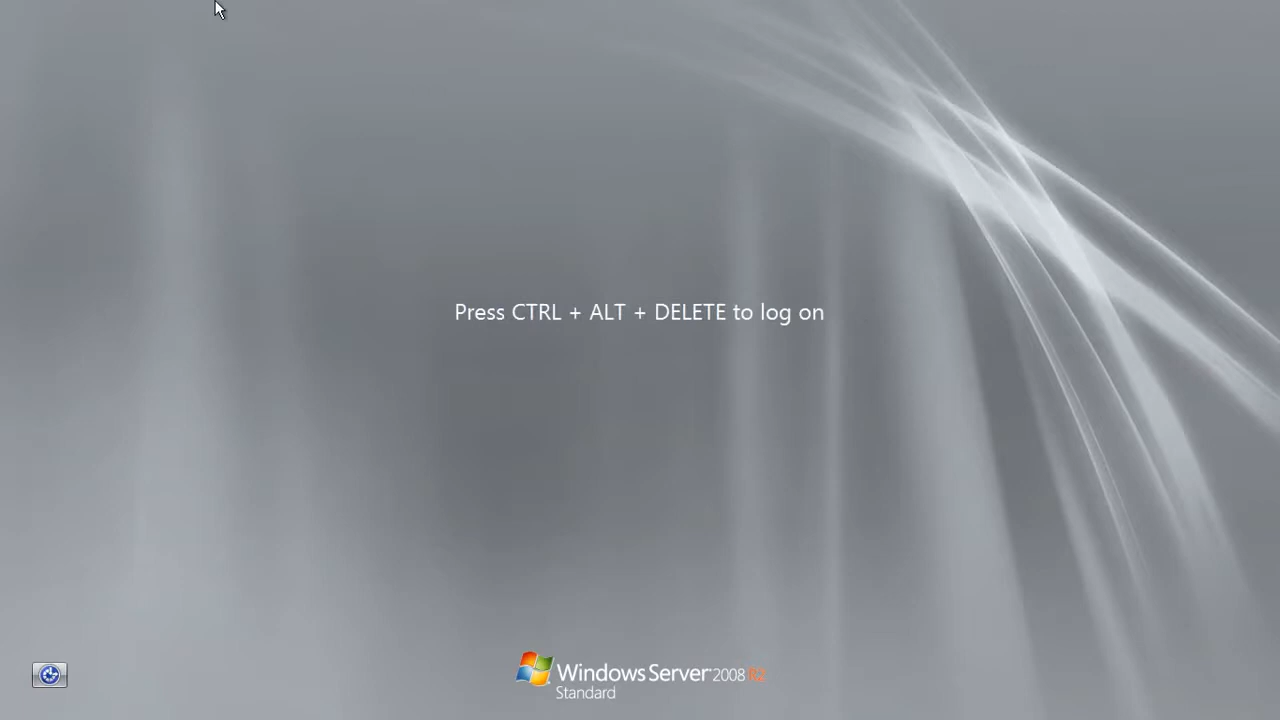 Press CTRL + ALT + DELETE to log on
Windows Server 2008 R2
Standard